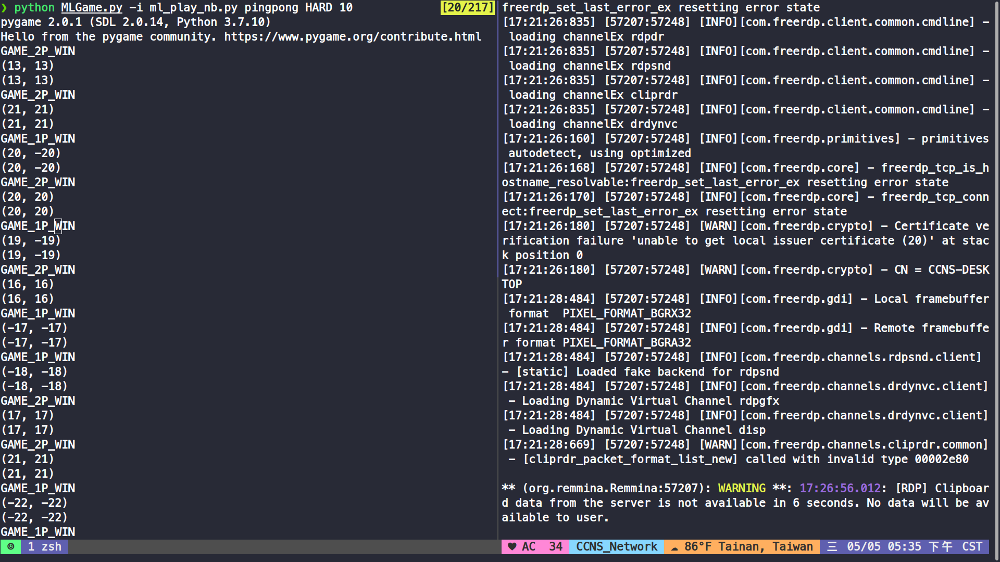 ❯ python MLGame.py -i ml_play_nb.py pingpong HARD 10
[20/217]
pygame 2.0.1 (SDL 2.0.14, Python 3.7.10)
Hello from the pygame community. https://www.pygame.org/contribute.html
GAME_2P_WIN
(13, 13)
(13, 13)
GAME_2P_WIN
(21, 21)
(21, 21)
GAME_1P_WIN
(20, -20)
(20, -20)
GAME_2P_WIN
(20, 20)
(20, 20)
GAME_1P_WIN
(19, -19)
(19, -19)
GAME_2P_WIN
(16, 16)
(16, 16)
GAME_1P_WIN
(-17, -17)
(-17, -17)
GAME_1P_WIN
(-18, -18)
(-18, -18)
GAME_2P_WIN
(17, 17)
(17, 17)
GAME_2P_WIN
(21, 21)
(21, 21)
GAME_1P_WIN
(-22, -22)
(-22, -22)
GAME_1P_WIN
freerdp_set_last_error_ex resetting error state
[17:21:26:835] [57207:57248] [INFO][com.freerdp.client.common.cmdline] -
 loading channelEx rdpdr
[17:21:26:835] [57207:57248] [INFO][com.freerdp.client.common.cmdline] -
 loading channelEx rdpsnd
[17:21:26:835] [57207:57248] [INFO][com.freerdp.client.common.cmdline] -
 loading channelEx cliprdr
[17:21:26:835] [57207:57248] [INFO][com.freerdp.client.common.cmdline] -
 loading channelEx drdynvc
[17:21:26:160] [57207:57248] [INFO][com.freerdp.primitives] - primitives
 autodetect, using optimized
[17:21:26:168] [57207:57248] [INFO][com.freerdp.core] - freerdp_tcp_is_h
ostname_resolvable:freerdp_set_last_error_ex resetting error state
[17:21:26:170] [57207:57248] [INFO][com.freerdp.core] - freerdp_tcp_conn
ect:freerdp_set_last_error_ex resetting error state
[17:21:26:180] [57207:57248] [WARN][com.freerdp.crypto] - Certificate ve
rification failure 'unable to get local issuer certificate (20)' at stac
k position 0
[17:21:26:180] [57207:57248] [WARN][com.freerdp.crypto] - CN = CCNS-DESK
TOP
[17:21:28:484] [57207:57248] [INFO][com.freerdp.gdi] - Local framebuffer
 format  PIXEL_FORMAT_BGRX32
[17:21:28:484] [57207:57248] [INFO][com.freerdp.gdi] - Remote framebuffe
r format PIXEL_FORMAT_BGRA32
[17:21:28:484] [57207:57248] [INFO][com.freerdp.channels.rdpsnd.client]
- [static] Loaded fake backend for rdpsnd
[17:21:28:484] [57207:57248] [INFO][com.freerdp.channels.drdynvc.client]
 - Loading Dynamic Virtual Channel rdpgfx
[17:21:28:484] [57207:57248] [INFO][com.freerdp.channels.drdynvc.client]
 - Loading Dynamic Virtual Channel disp
[17:21:28:669] [57207:57248] [WARN][com.freerdp.channels.cliprdr.common]
 - [cliprdr_packet_format_list_new] called with invalid type 00002e80
** (org.remmina.Remmina:57207): WARNING **: 17:26:56.012: [RDP] Clipboar
d data from the server is not available in 6 seconds. No data will be av
ailable to user.
☺ 1 zsh
♥ AC  34 CCNS_Network ☁ 86°F Tainan, Taiwan 三 05/05 05:35 下午 CST